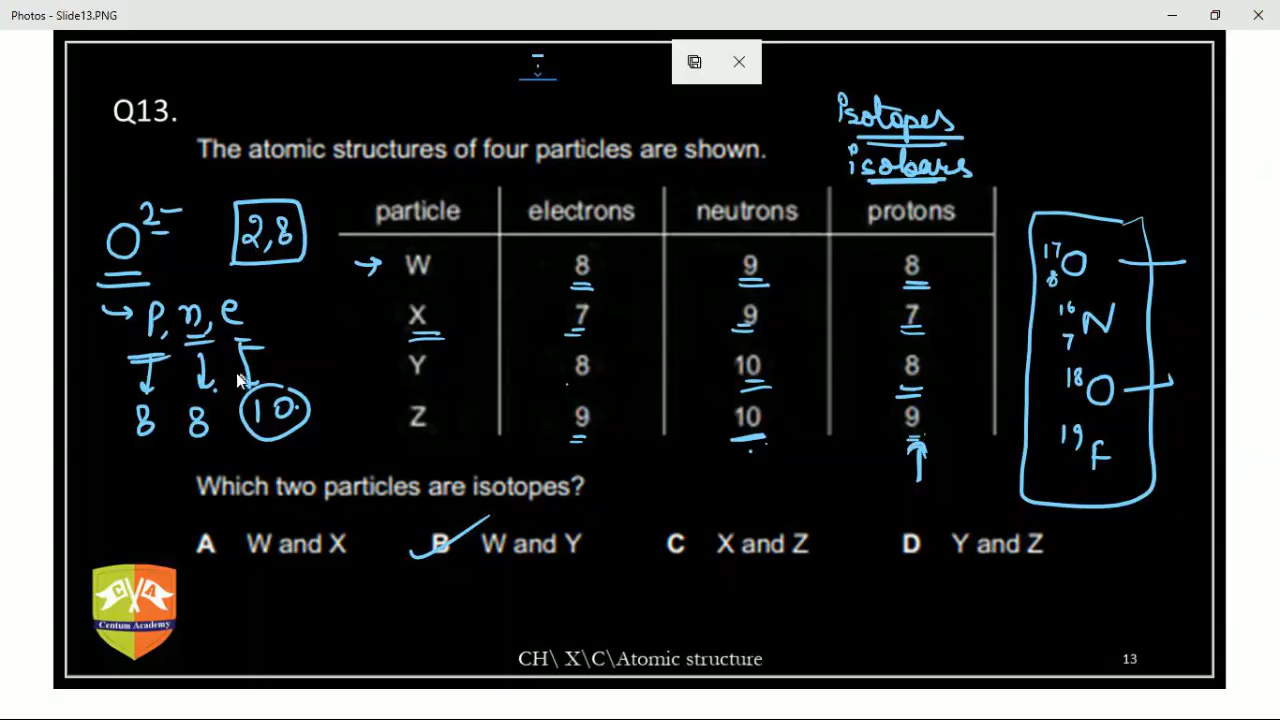 Photos - Slide13.PNG
Q13.
The atomic structures of four particles are shown.
Isotopes
isobars
O2−
2,8
p, n, e
8 8 10
particle electrons neutrons protons
W 8 9 8
X 7 9 7
Y 8 10 8
Z 9 10 9
17 8 O
16 7 N
18 O
19 F
Which two particles are isotopes?
A W and X B W and Y C X and Z D Y and Z
CA
Centum Academy
CH\ X\C\Atomic structure
13